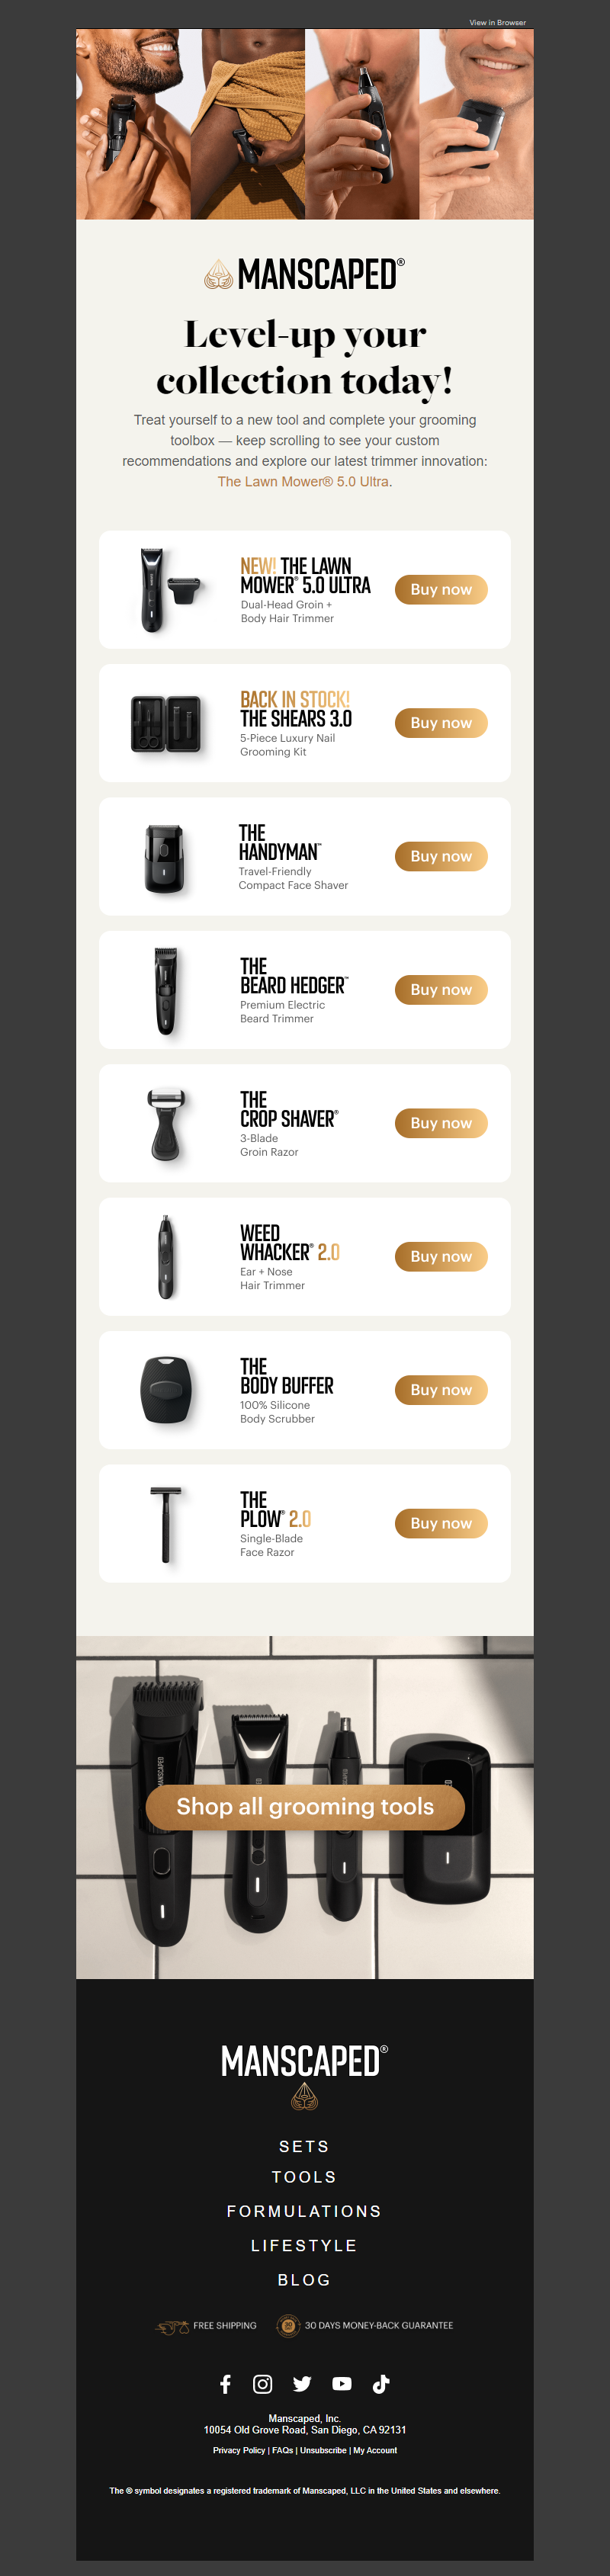 View in Browser
MANSCAPED®
Level-up your
collection today!
Treat yourself to a new tool and complete your grooming
toolbox — keep scrolling to see your custom
recommendations and explore our latest trimmer innovation:
The Lawn Mower® 5.0 Ultra.
NEW! THE LAWN
MOWER® 5.0 ULTRA
Dual-Head Groin +
Body Hair Trimmer
Buy now
BACK IN STOCK!
THE SHEARS 3.0
5-Piece Luxury Nail
Grooming Kit
Buy now
THE
HANDYMAN™
Travel-Friendly
Compact Face Shaver
Buy now
THE
BEARD HEDGER™
Premium Electric
Beard Trimmer
Buy now
THE
CROP SHAVER®
3-Blade
Groin Razor
Buy now
WEED
WHACKER® 2.0
Ear + Nose
Hair Trimmer
Buy now
THE
BODY BUFFER
100% Silicone
Body Scrubber
Buy now
THE
PLOW® 2.0
Single-Blade
Face Razor
Buy now
MANSCAPED
Shop all grooming tools
MANSCAPED®
SETS
TOOLS
FORMULATIONS
LIFESTYLE
BLOG
FREE SHIPPING
30 DAYS MONEY-BACK GUARANTEE
Manscaped, Inc.
10054 Old Grove Road, San Diego, CA 92131
Privacy Policy | FAQs | Unsubscribe | My Account
The ® symbol designates a registered trademark of Manscaped, LLC in the United States and elsewhere.